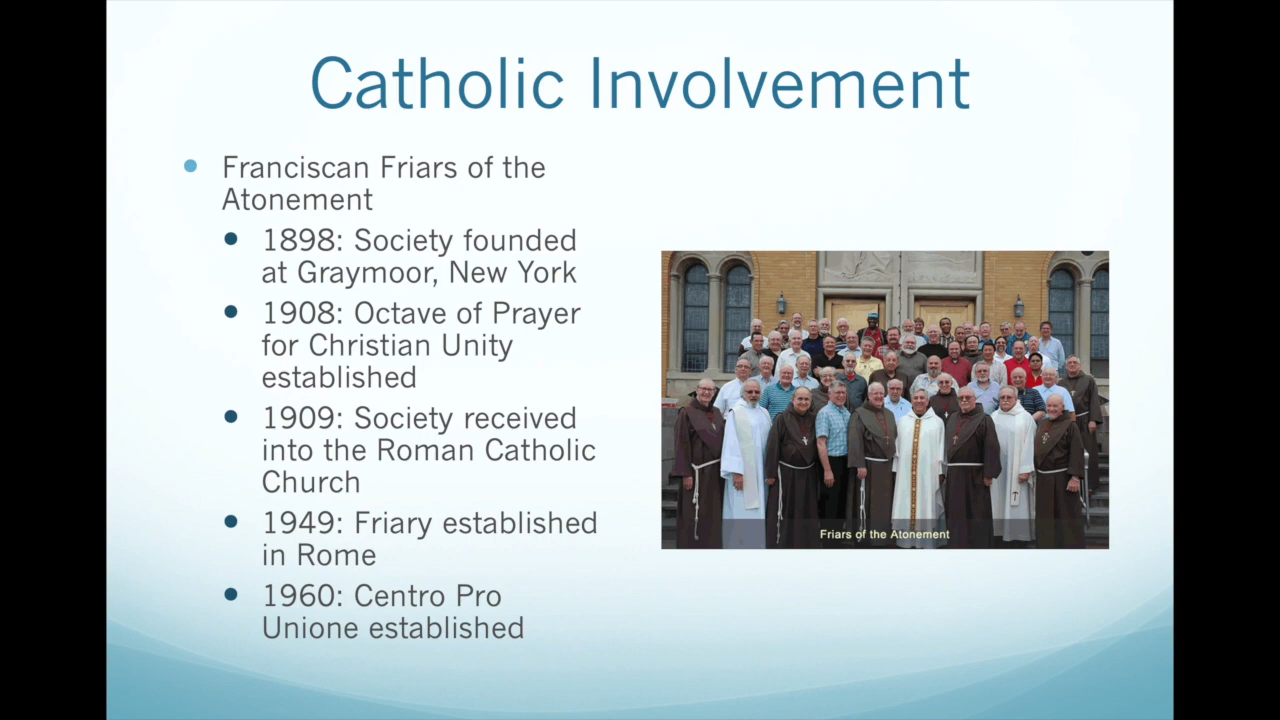 Catholic Involvement
Franciscan Friars of the
Atonement
1898: Society founded
at Graymoor, New York
1908: Octave of Prayer
for Christian Unity
established
1909: Society received
into the Roman Catholic
Church
1949: Friary established
in Rome
1960: Centro Pro
Unione established
Friars of the Atonement